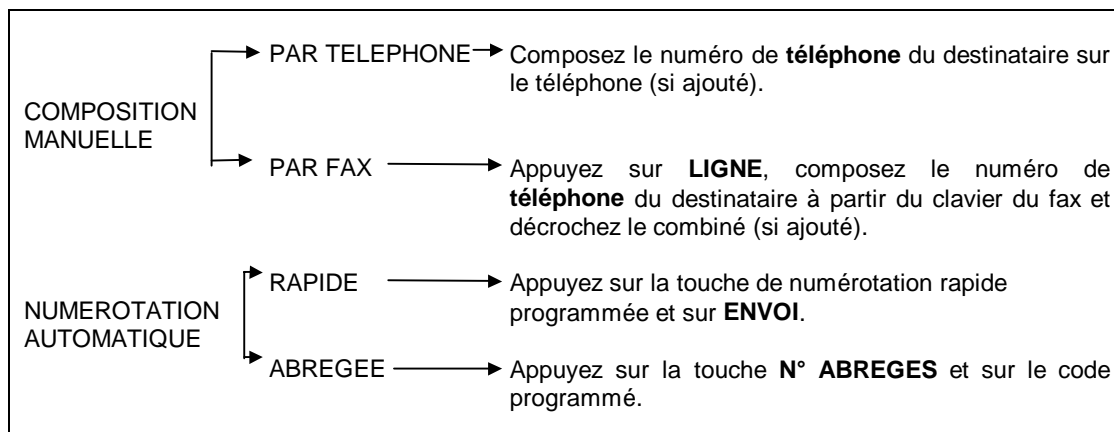 PAR TELEPHONE Composez le numéro de téléphone du destinataire sur
le téléphone (si ajouté).
COMPOSITION
MANUELLE
PAR FAX Appuyez sur LIGNE, composez le numéro de
téléphone du destinataire à partir du clavier du fax et
décrochez le combiné (si ajouté).
RAPIDE Appuyez sur la touche de numérotation rapide
programmée et sur ENVOI.
NUMEROTATION
AUTOMATIQUE
ABREGEE Appuyez sur la touche N° ABREGES et sur le code
programmé.